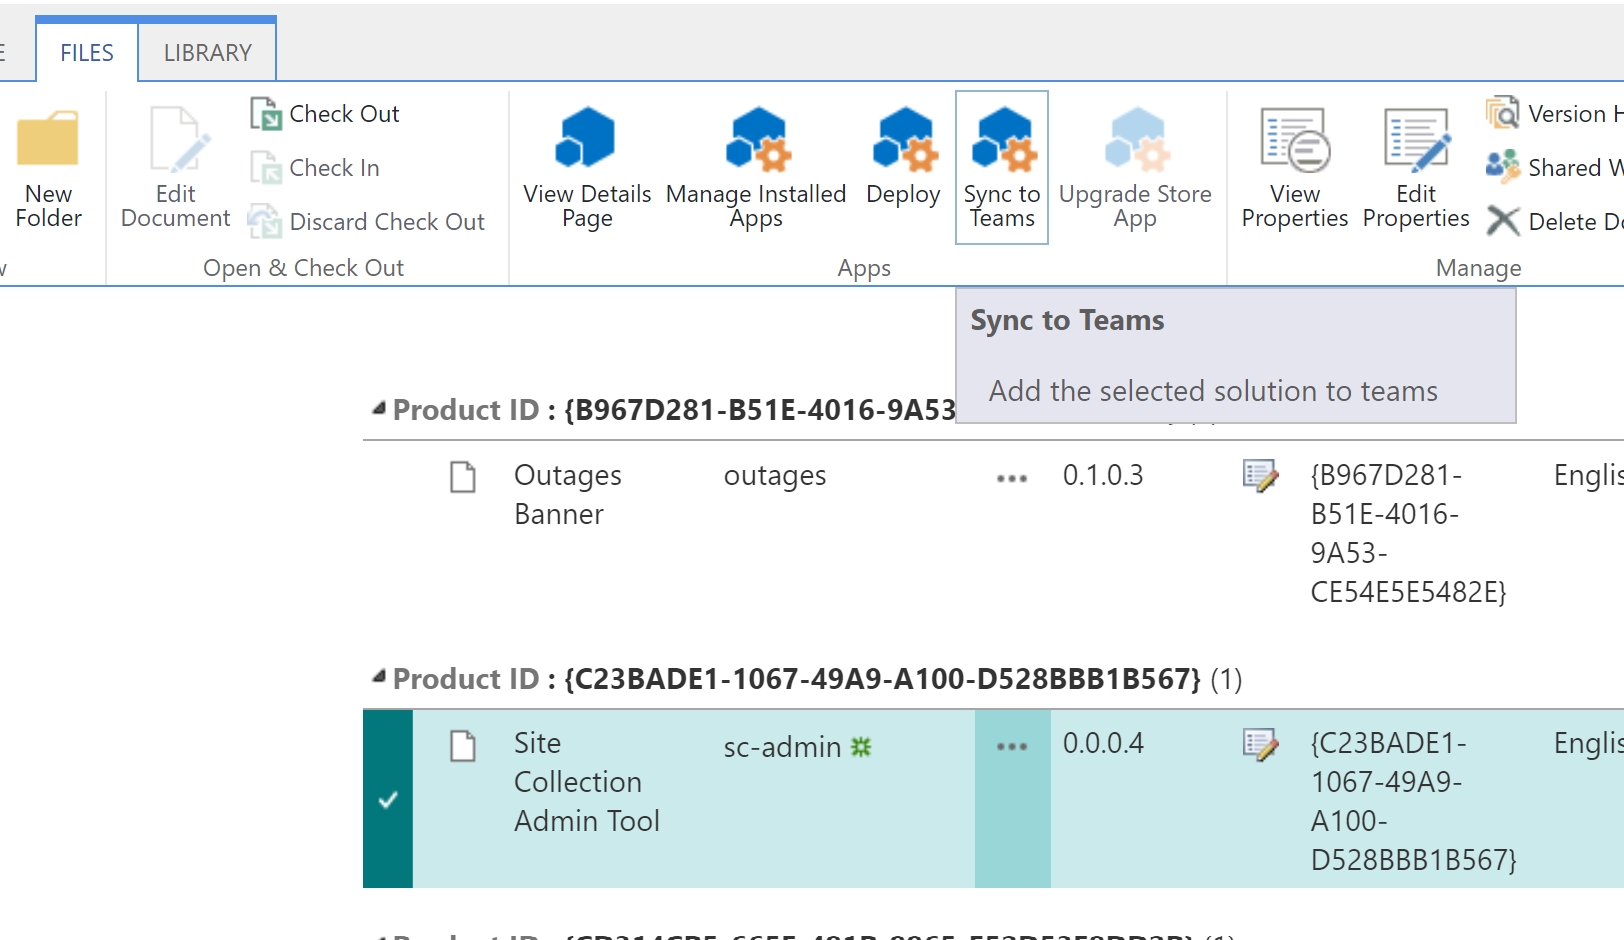 FILES
LIBRARY
New
Folder
Edit
Document
Check Out
Check In
Discard Check Out
Open & Check Out
View Details
Page
Manage Installed
Apps
Deploy
Sync to
Teams
Upgrade Store
App
Apps
View
Properties
Edit
Properties
Version H
Shared W
Delete Do
Manage
Sync to Teams
Add the selected solution to teams
Product ID : {B967D281-B51E-4016-9A53
Outages
Banner
outages
0.1.0.3
{B967D281-
B51E-4016-
9A53-
CE54E5E5482E}
Englis
Product ID : {C23BADE1-1067-49A9-A100-D528BBB1B567} (1)
Site
Collection
Admin Tool
sc-admin
0.0.0.4
{C23BADE1-
1067-49A9-
A100-
D528BBB1B567}
Englis